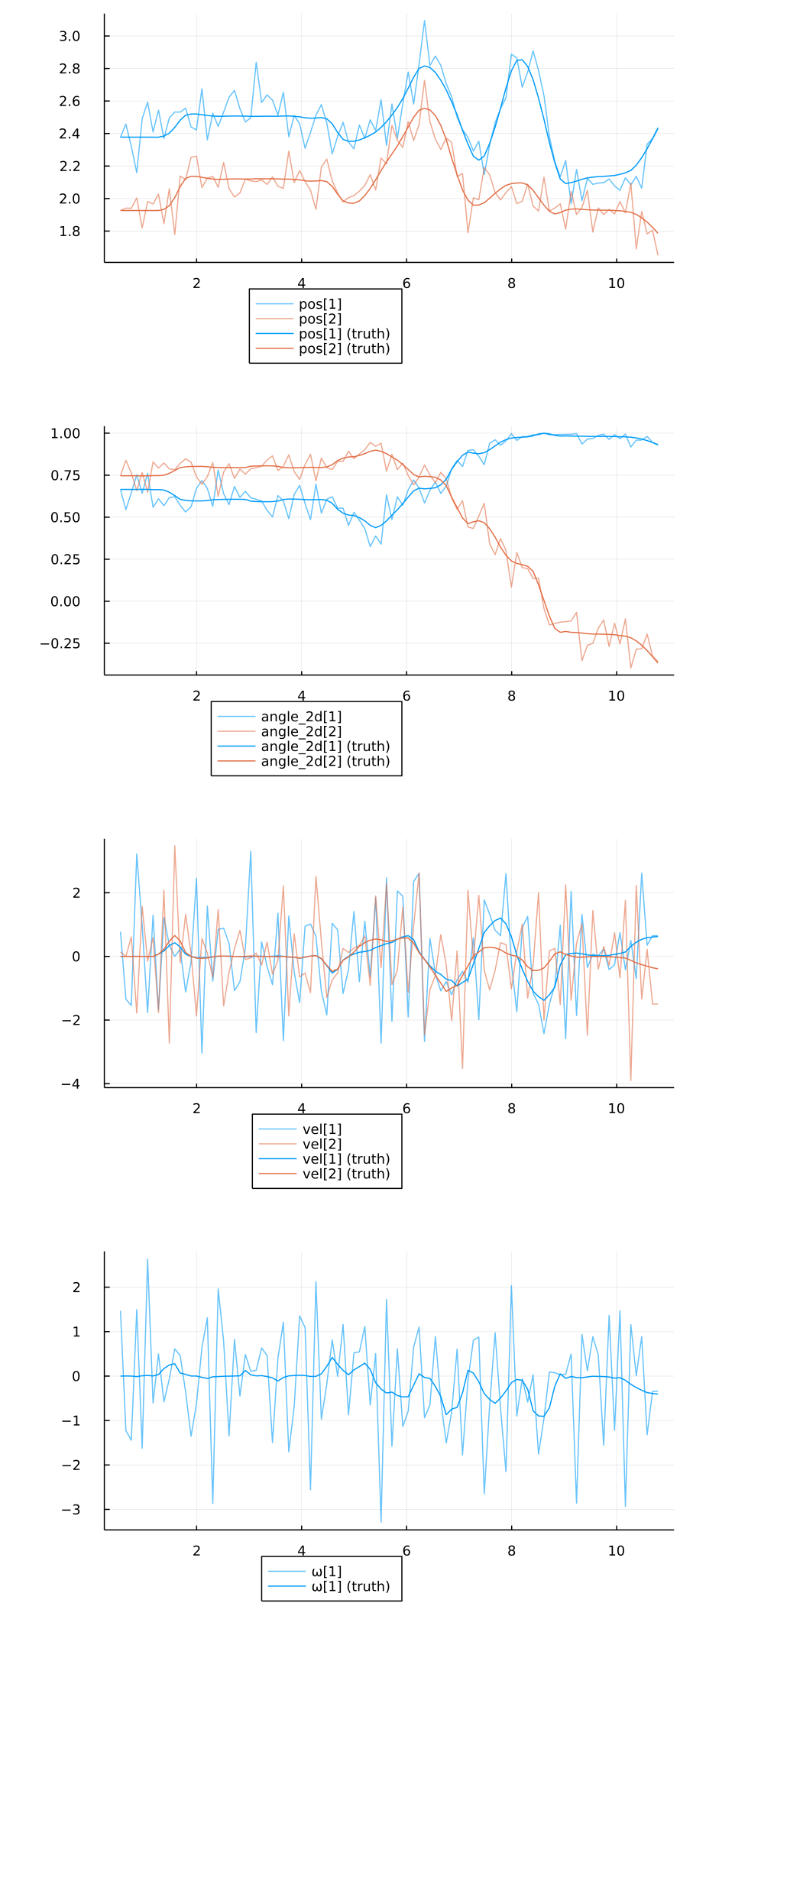 3.0
2.8
2.6
2.4
2.2
2.0
1.8
2 4 6 8 10
pos[1]
pos[2]
pos[1] (truth)
pos[2] (truth)
1.00
0.75
0.50
0.25
0.00
−0.25
2 4 6 8 10
angle_2d[1]
angle_2d[2]
angle_2d[1] (truth)
angle_2d[2] (truth)
2
0
−2
−4
2 4 6 8 10
vel[1]
vel[2]
vel[1] (truth)
vel[2] (truth)
2
1
0
−1
−2
−3
2 4 6 8 10
ω[1]
ω[1] (truth)